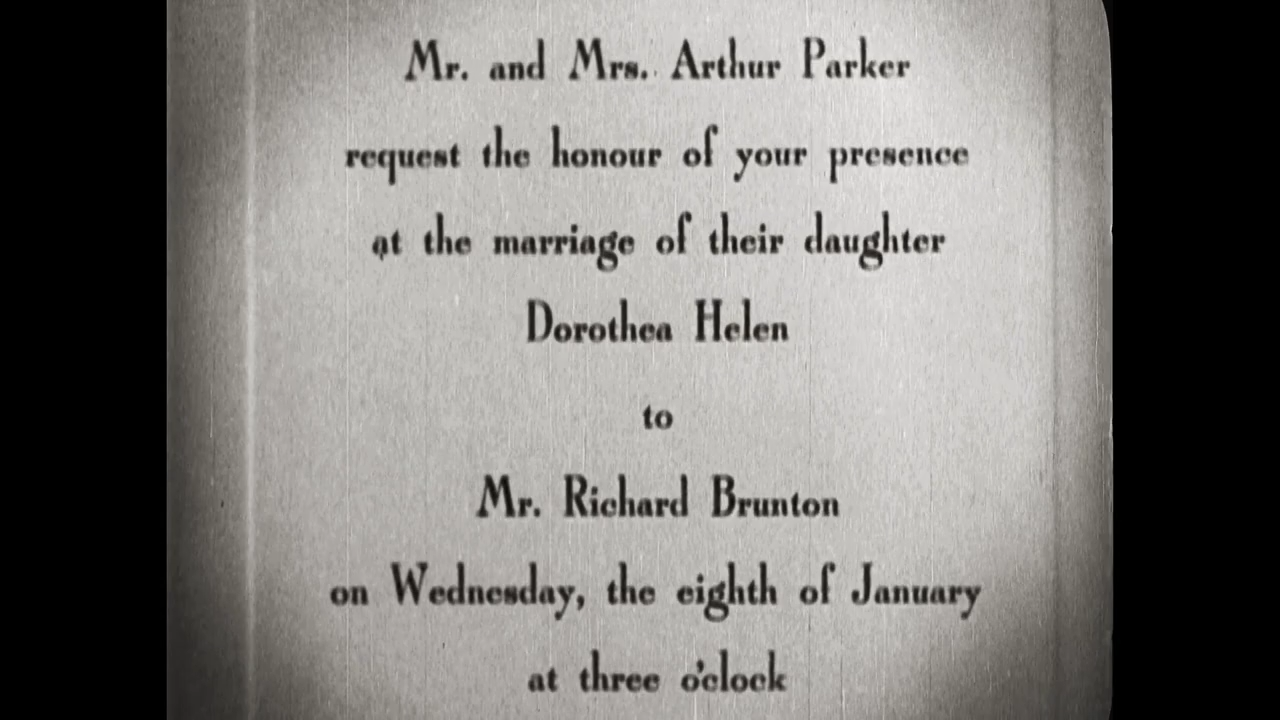 Mr. and Mrs. Arthur Parker
request the honour of your presence
at the marriage of their daughter
Dorothea Helen
to
Mr. Richard Brunton
on Wednesday, the eighth of January
at three o'clock